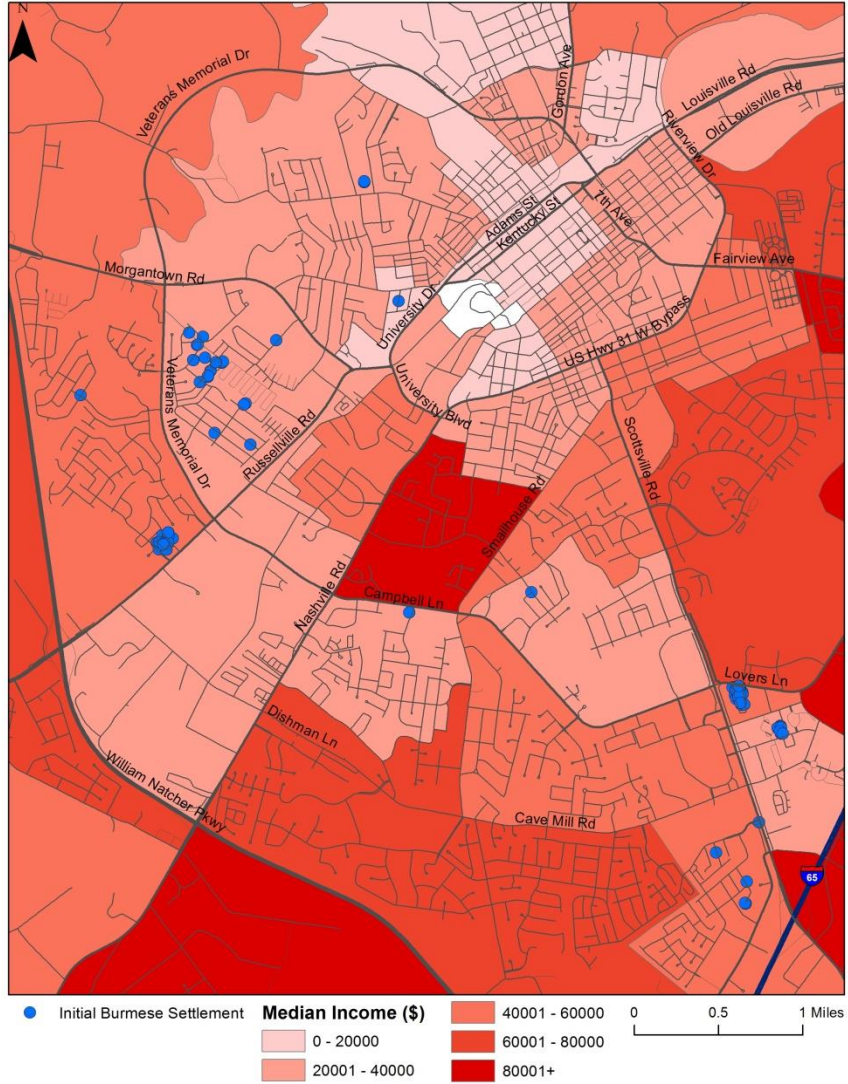 N
Veterans Memorial Dr
Gordon Ave
Louisville Rd
Old Louisville Rd
Riverview Dr
7th Ave
Adams St
Kentucky St
Fairview Ave
Morgantown Rd
University Dr
US Hwy 31 W Bypass
Veterans Memorial Dr
University Blvd
Russellville Rd
Scottsville Rd
Smallhouse Rd
Nashville Rd
Campbell Ln
Lovers Ln
Dishman Ln
William Natcher Pkwy
Cave Mill Rd
65
Initial Burmese Settlement
Median Income ($)
0 - 20000
20001 - 40000
40001 - 60000
60001 - 80000
80001+
0 0.5 1 Miles